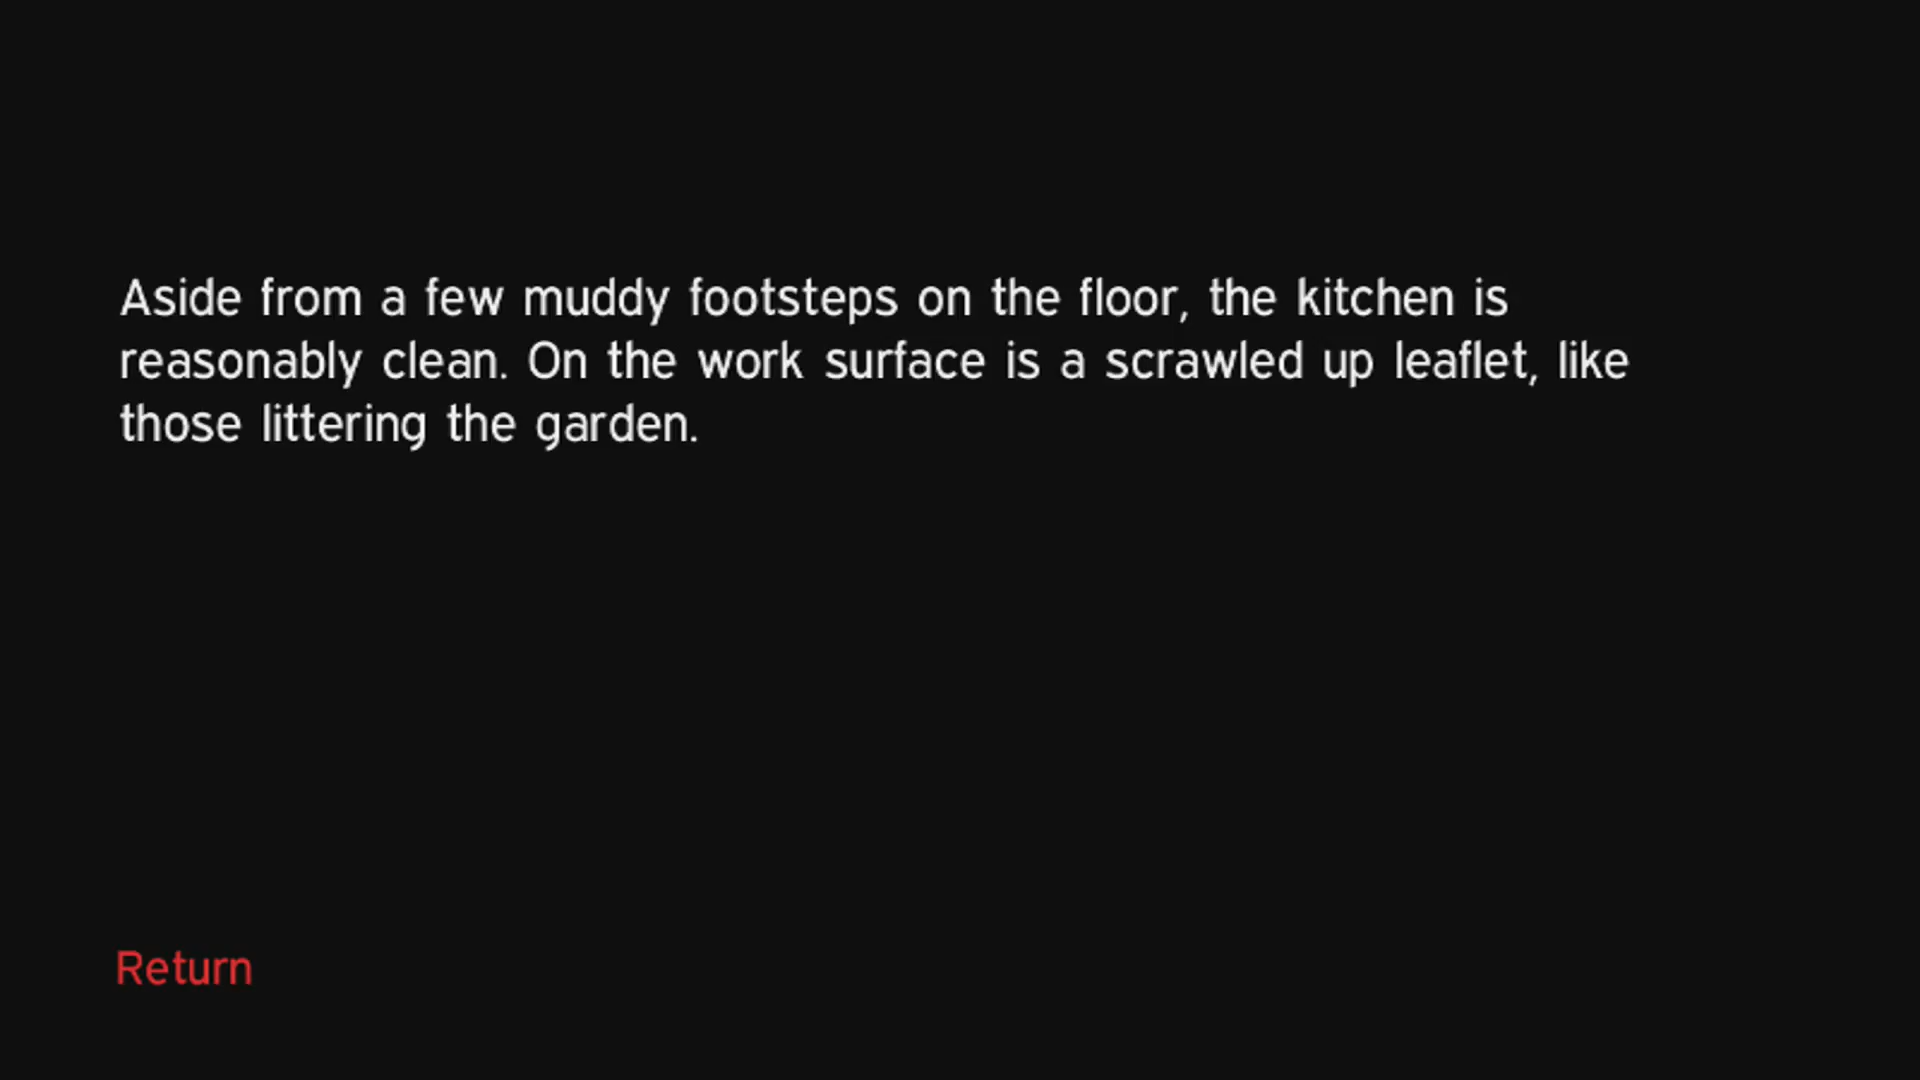 Aside from a few muddy footsteps on the floor, the kitchen is
reasonably clean. On the work surface is a scrawled up leaflet, like
those littering the garden.
Return